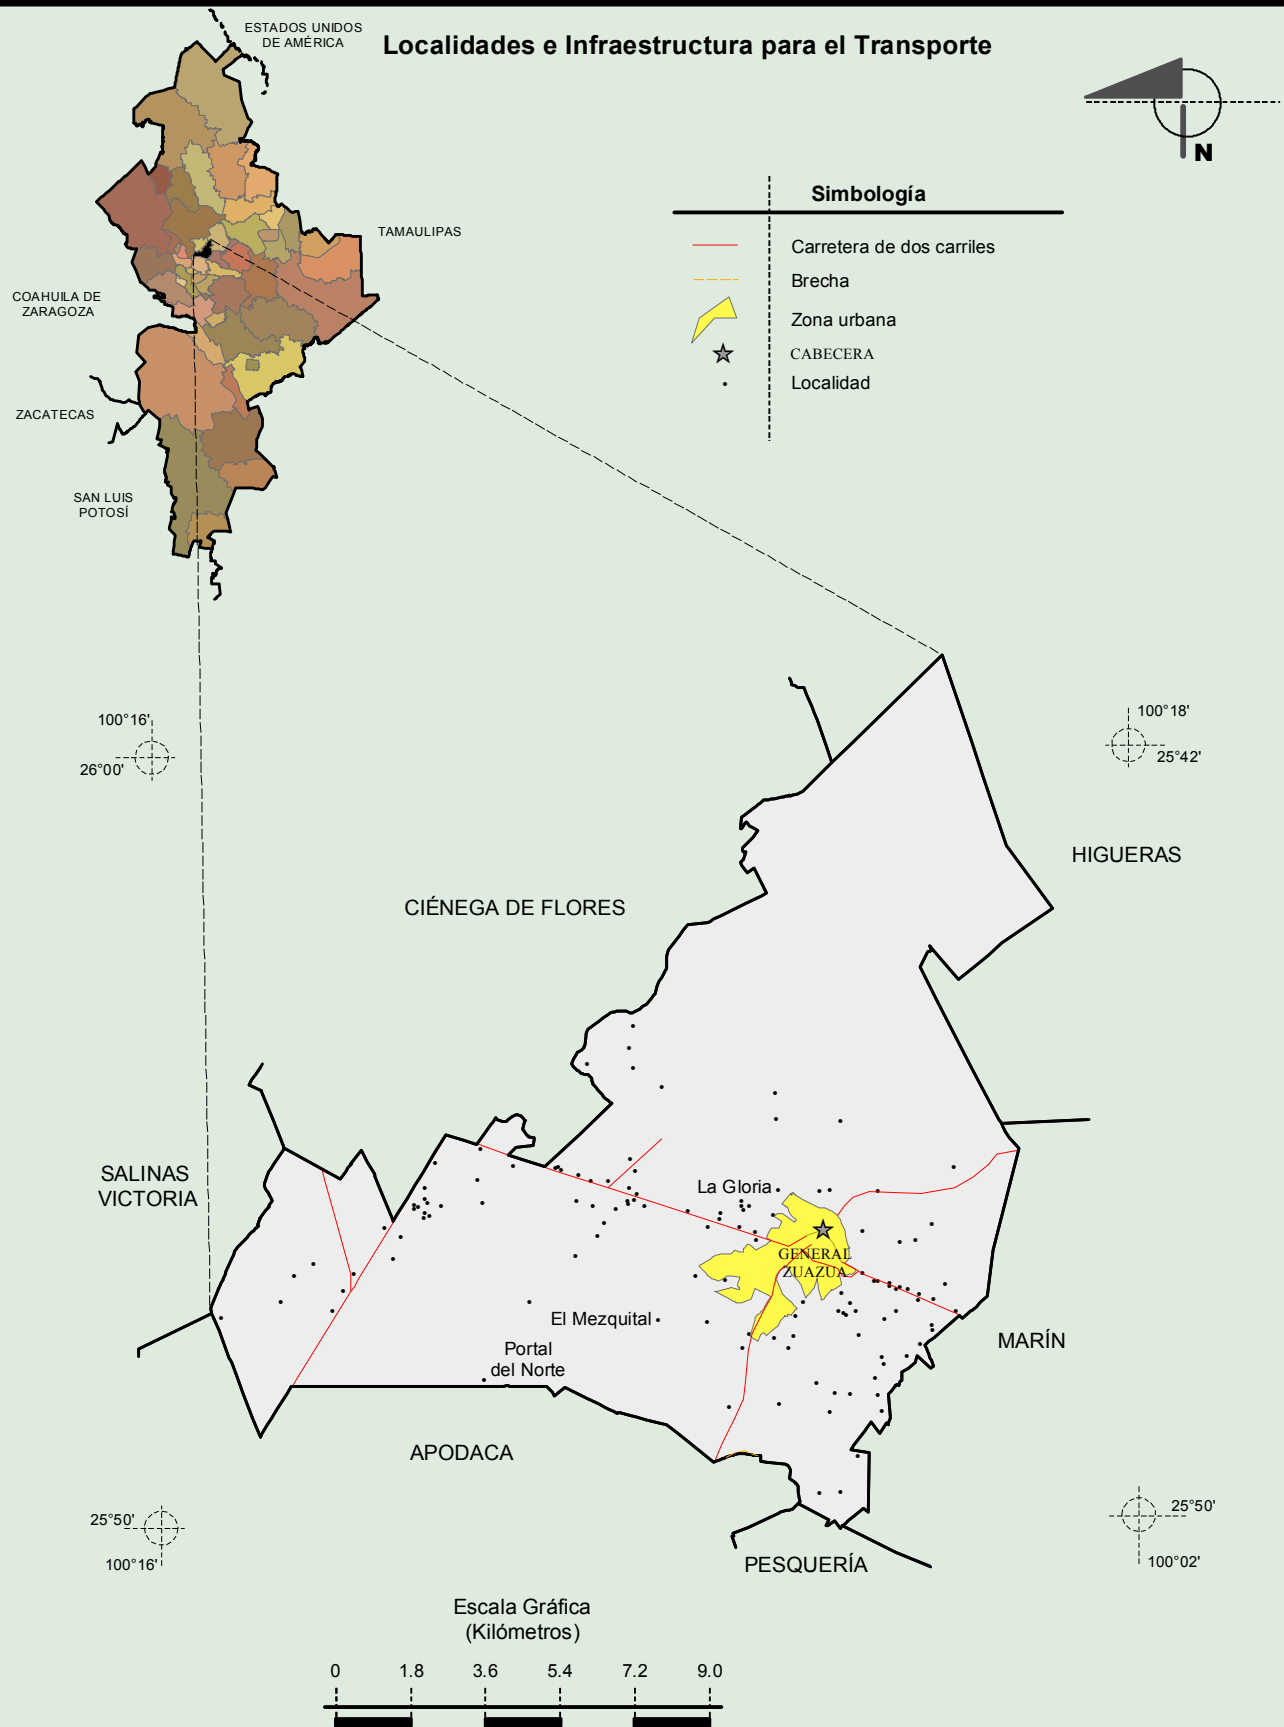 ESTADOS UNIDOS
DE AMÉRICA
Localidades e Infraestructura para el Transporte
N
Simbología
Carretera de dos carriles
Brecha
Zona urbana
CABECERA
Localidad
TAMAULIPAS
COAHUILA DE
ZARAGOZA
ZACATECAS
SAN LUIS
POTOSÍ
100°16'
26°00'
100°18'
25°42'
HIGUERAS
CIÉNEGA DE FLORES
SALINAS
VICTORIA
La Gloria
GENERAL
ZUAZUA
El Mezquital
Portal
del Norte
MARÍN
APODACA
PESQUERÍA
25°50'
100°16'
25°50'
100°02'
Escala Gráfica
(Kilómetros)
0 1.8 3.6 5.4 7.2 9.0